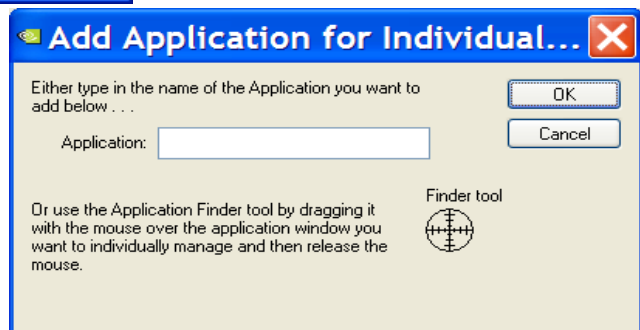 Add Application for Individual...
Either type in the name of the Application you want to
add below . . .
OK
Application:
Cancel
Finder tool
Or use the Application Finder tool by dragging it
with the mouse over the application window you
want to individually manage and then release the
mouse.